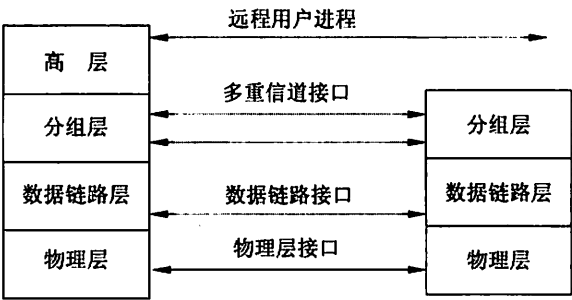 远程用户进程
高 层
多重信道接口
分组层
分组层
数据链路层
数据链路接口
数据链路层
物理层
物理层接口
物理层